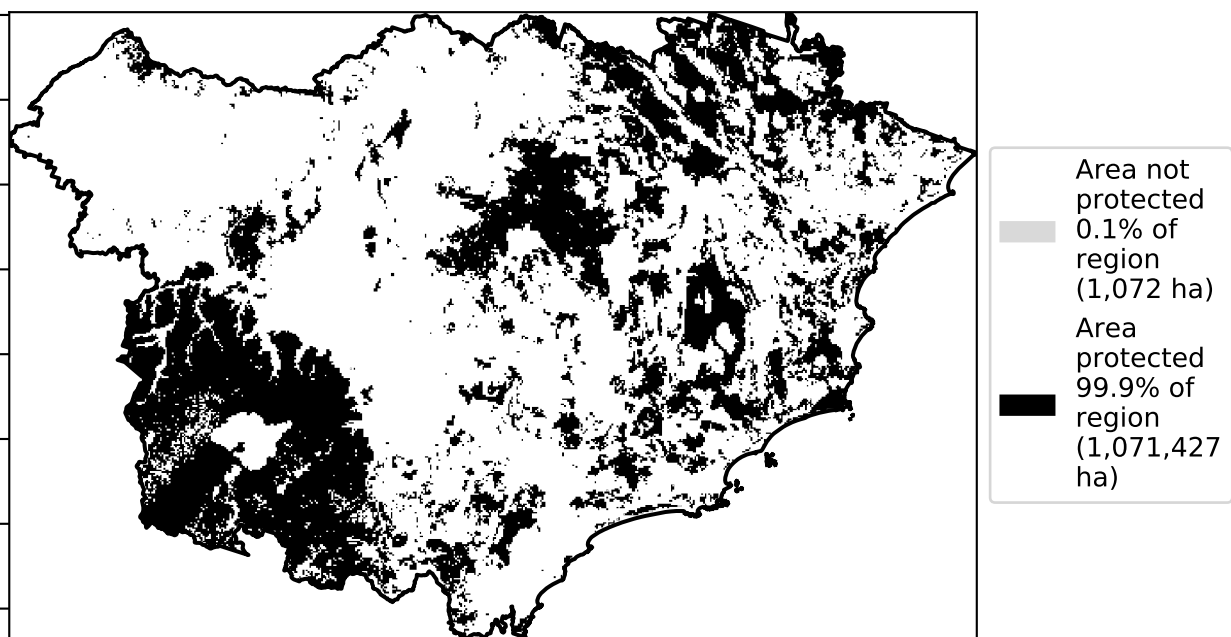 Area not
protected
0.1% of
region
(1,072 ha)
Area
protected
99.9% of
region
(1,071,427
ha)